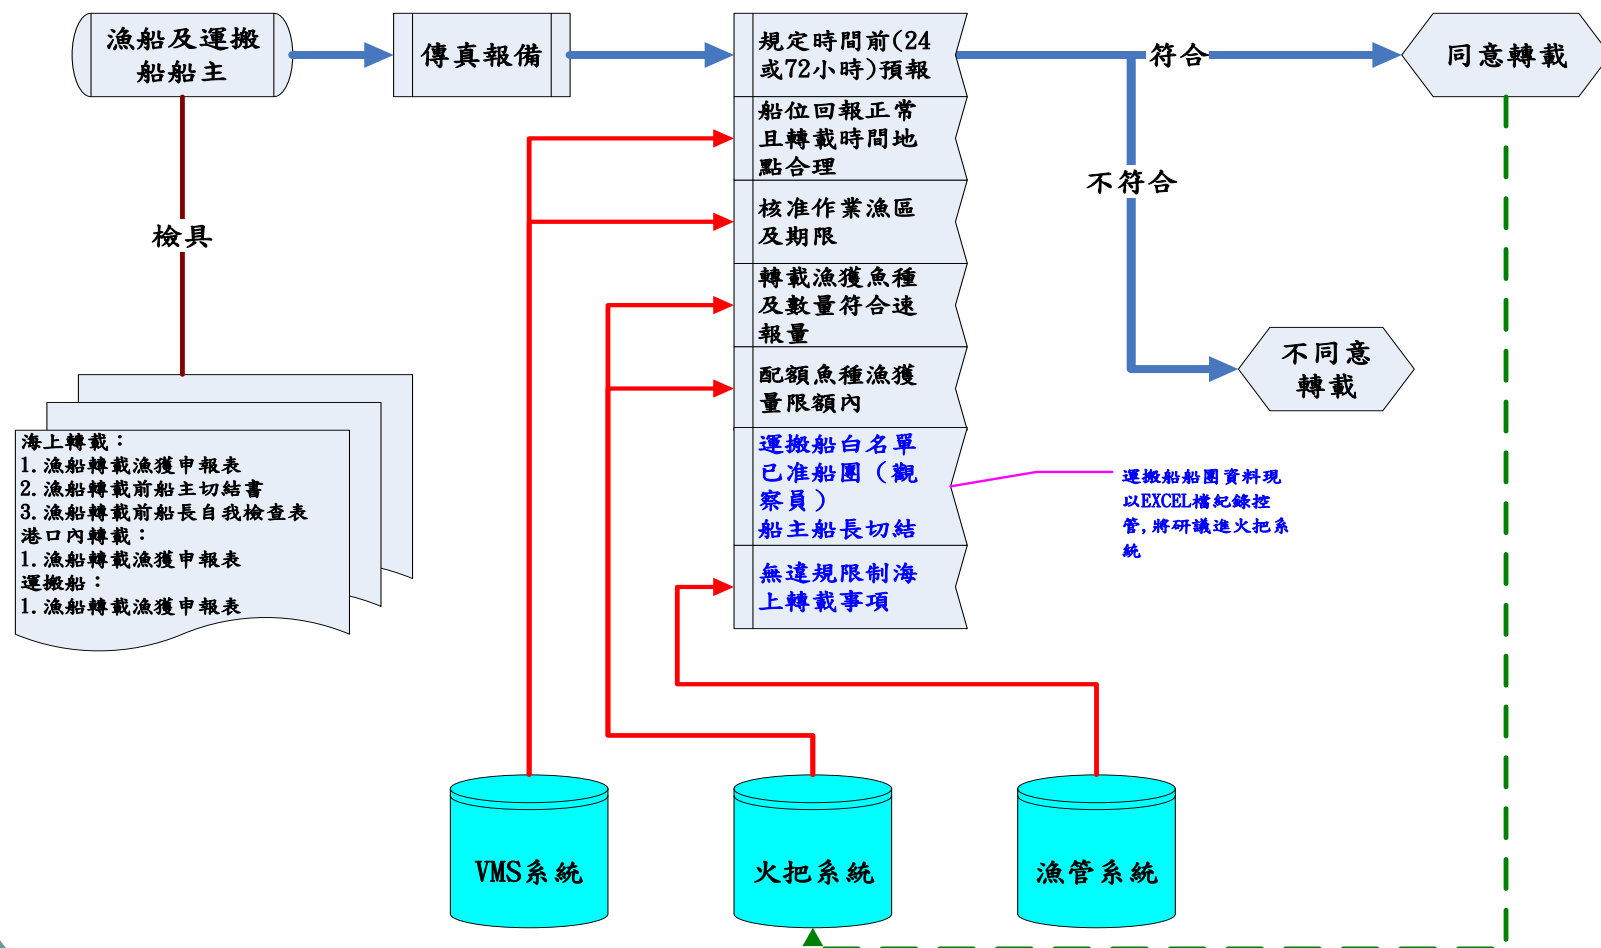 漁船及運搬
船船主
傳真報備
規定時間前(24
或72小時)預報
符合
同意轉載
船位回報正常
且轉載時間地
點合理
不符合
核准作業漁區
及期限
檢具
轉載漁獲魚種
及數量符合速
報量
不同意
轉載
配額魚種漁獲
量限額內
海上轉載：
1.漁船轉載漁獲申報表
2.漁船轉載前船主切結書
3.漁船轉載前船長自我檢查表
港口內轉載：
1.漁船轉載漁獲申報表
運搬船：
1.漁船轉載漁獲申報表
運搬船白名單
已准船團（觀
察員）
船主船長切結
運搬船船團資料現
以EXCEL檔紀錄控
管,將研議進火把系
統
無違規限制海
上轉載事項
VMS系統
火把系統
漁管系統